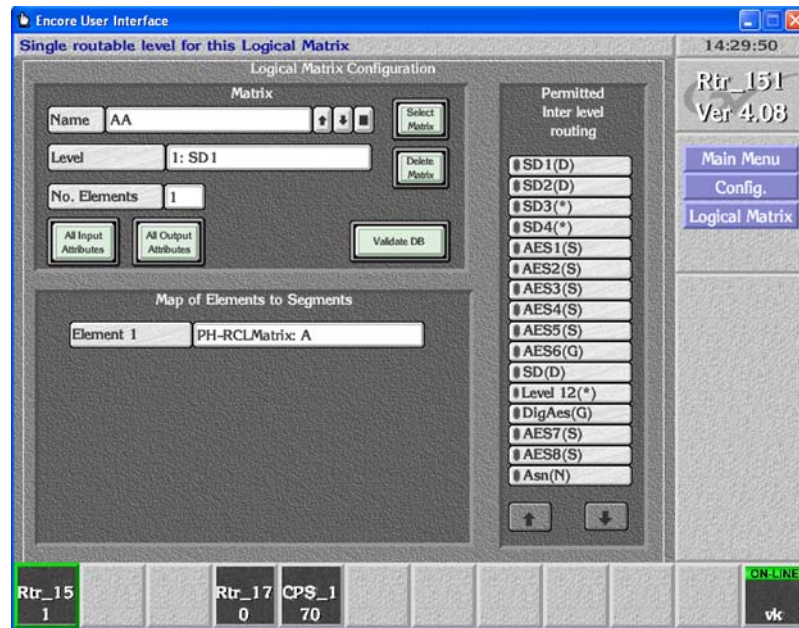 Encore User Interface
Single routable level for this Logical Matrix
14:29:50
Logical Matrix Configuration
Rtr_151
Ver 4.08
Main Menu
Config.
Logical Matrix
Matrix
Name AA
Select Matrix
Level 1: SD1
Delete Matrix
No. Elements 1
All Input Attributes
All Output Attributes
Validate DB
Map of Elements to Segments
Element 1 PH-RCLMatrix: A
Permitted
Inter level
routing
SD1(D)
SD2(D)
SD3(*)
SD4(*)
AES1(S)
AES2(S)
AES3(S)
AES4(S)
AES5(S)
AES6(G)
SD(D)
Level 12(*)
DigAes(G)
AES7(S)
AES8(S)
Asn(N)
Rtr_15
1
Rtr_17
0
CPS_1
70
ON-LINE
vk